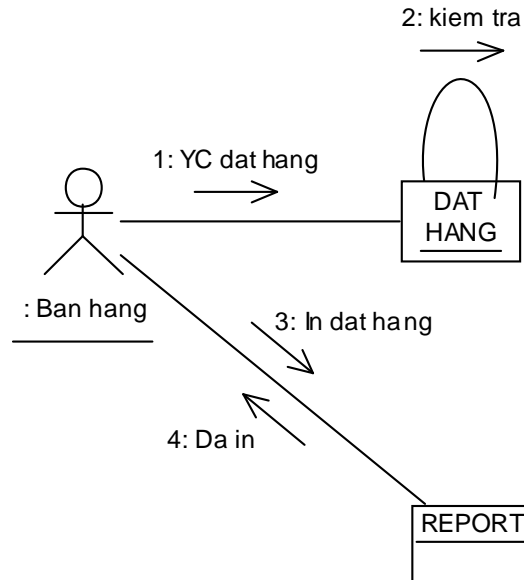 2: kiem tra
1: YC dat hang
DAT
HANG
: Ban hang
3: In dat hang
4: Da in
REPORT